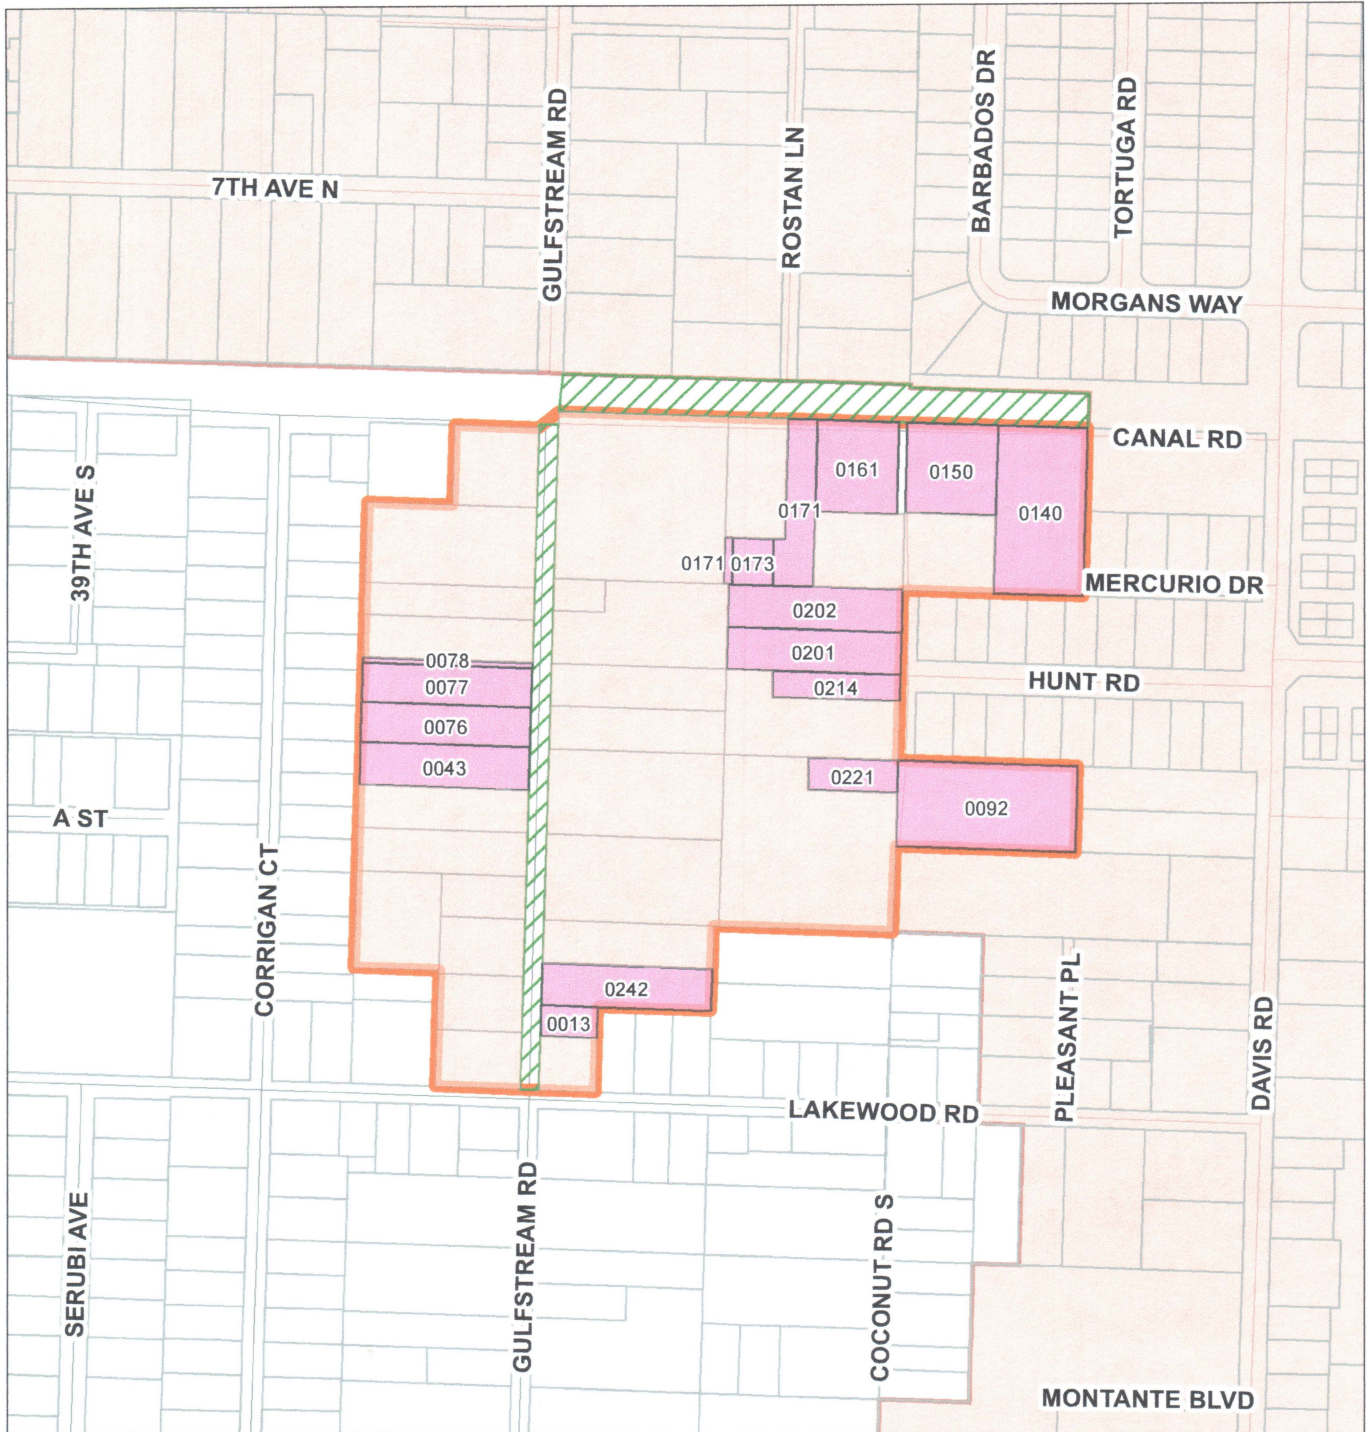 BARBADOS DR
TORTUGA RD
GULFSTREAM RD
ROSTAN LN
7TH AVE N
MORGANS WAY
CANAL RD
39TH AVE S
0161
0150
0171
0140
0171
0173
MERCURIO DR
0202
0201
0078
0077
0214
HUNT RD
0076
0043
0221
0092
A ST
CORRIGAN CT
0242
0013
PLEASANT PL
DAVIS RD
LAKEWOOD RD
SERUBI AVE
GULFSTREAM RD
COCONUT RD S
MONTANTE BLVD